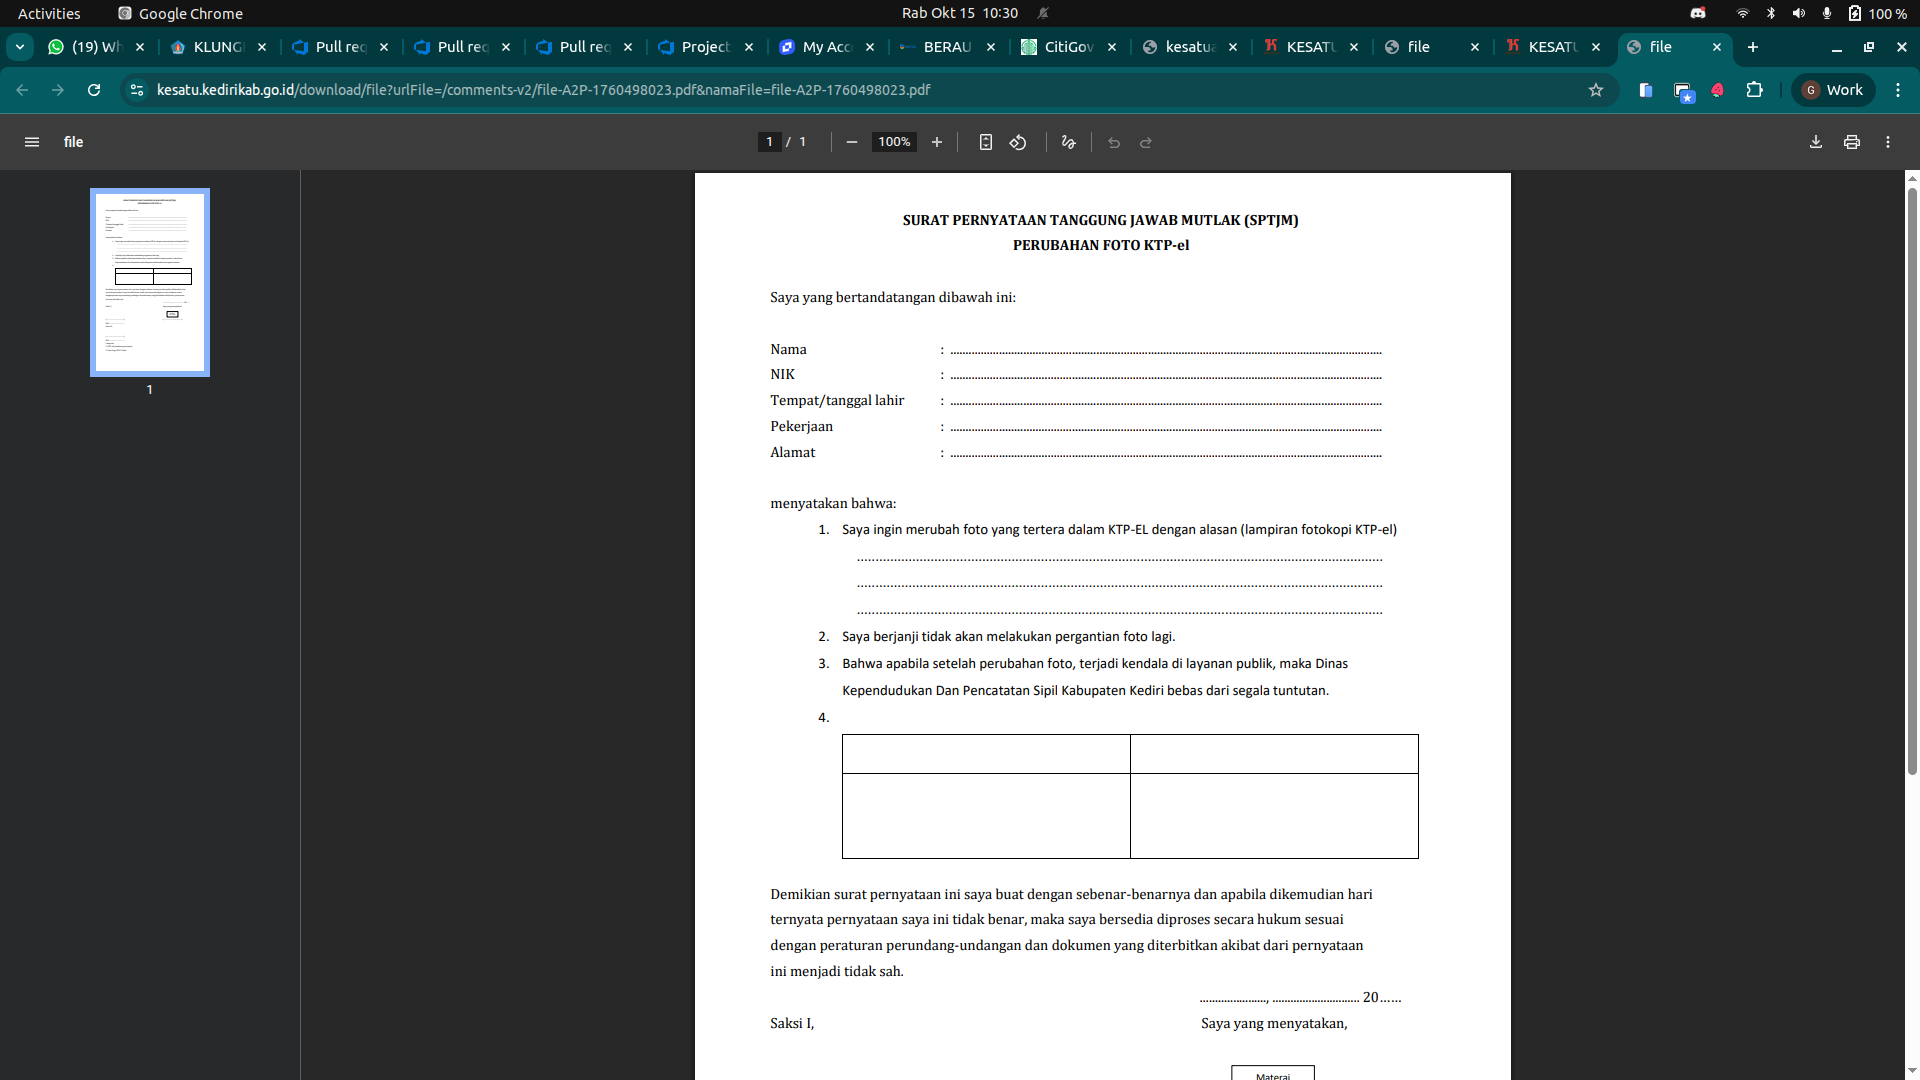 Activities
Google Chrome
Rab Okt 15 10:30
100 %
(19) Wh
KLUNG
Pull req
Pull req
Pull req
Project
My Acc
BERAU
CitiGov
kesatua
KESATU
file
KESATU
file
kesatu.kedirikab.go.id/download/file?urlFile=/comments-v2/file-A2P-1760498023.pdf&namaFile=file-A2P-1760498023.pdf
G Work
file
1 / 1
100%
1
SURAT PERNYATAAN TANGGUNG JAWAB MUTLAK (SPTJM)
PERUBAHAN FOTO KTP-el
Saya yang bertandatangan dibawah ini:
Nama : ................................................
NIK : ................................................
Tempat/tanggal lahir : ................................................
Pekerjaan : ................................................
Alamat : ................................................
menyatakan bahwa:
1. Saya ingin merubah foto yang tertera dalam KTP-EL dengan alasan (lampiran fotokopi KTP-el)
................................................
................................................
................................................
2. Saya berjanji tidak akan melakukan pergantian foto lagi.
3. Bahwa apabila setelah perubahan foto, terjadi kendala di layanan publik, maka Dinas
Kependudukan Dan Pencatatan Sipil Kabupaten Kediri bebas dari segala tuntutan.
4.
Demikian surat pernyataan ini saya buat dengan sebenar-benarnya dan apabila dikemudian hari
ternyata pernyataan saya ini tidak benar, maka saya bersedia diproses secara hukum sesuai
dengan peraturan perundang-undangan dan dokumen yang diterbitkan akibat dari pernyataan
ini menjadi tidak sah.
......................, ............................. 20......
Saksi I,
Saya yang menyatakan,
Materai